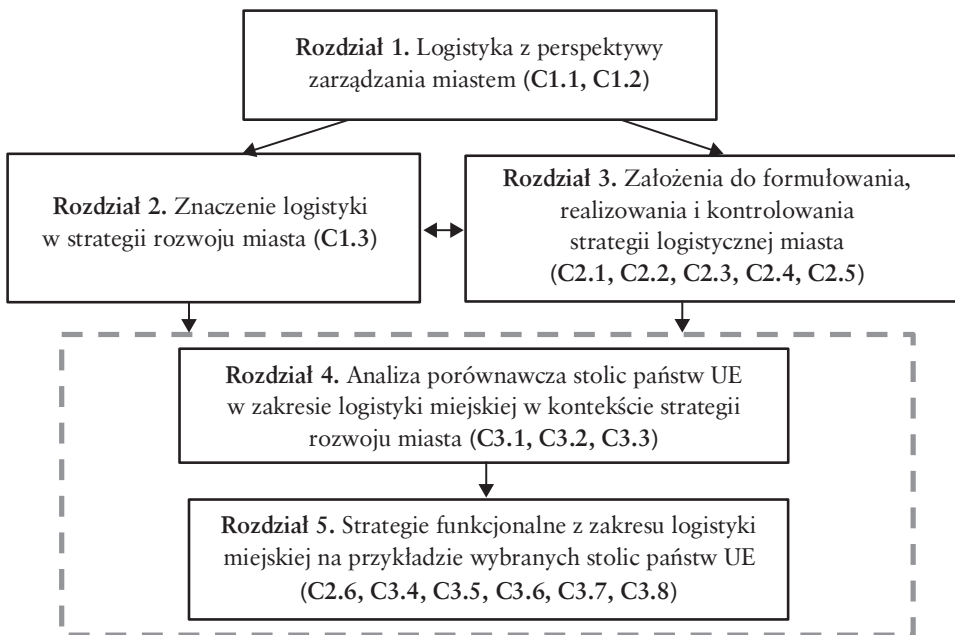 Rozdział 1. Logistyka z perspektywy
zarządzania miastem (C1.1, C1.2)
Rozdział 2. Znaczenie logistyki
w strategii rozwoju miasta (C1.3)
Rozdział 3. Założenia do formułowania,
realizowania i kontrolowania
strategii logistycznej miasta
(C2.1, C2.2, C2.3, C2.4, C2.5)
Rozdział 4. Analiza porównawcza stolic państw UE
w zakresie logistyki miejskiej w kontekście strategii
rozwoju miasta (C3.1, C3.2, C3.3)
Rozdział 5. Strategie funkcjonalne z zakresu logistyki
miejskiej na przykładzie wybranych stolic państw UE
(C2.6, C3.4, C3.5, C3.6, C3.7, C3.8)